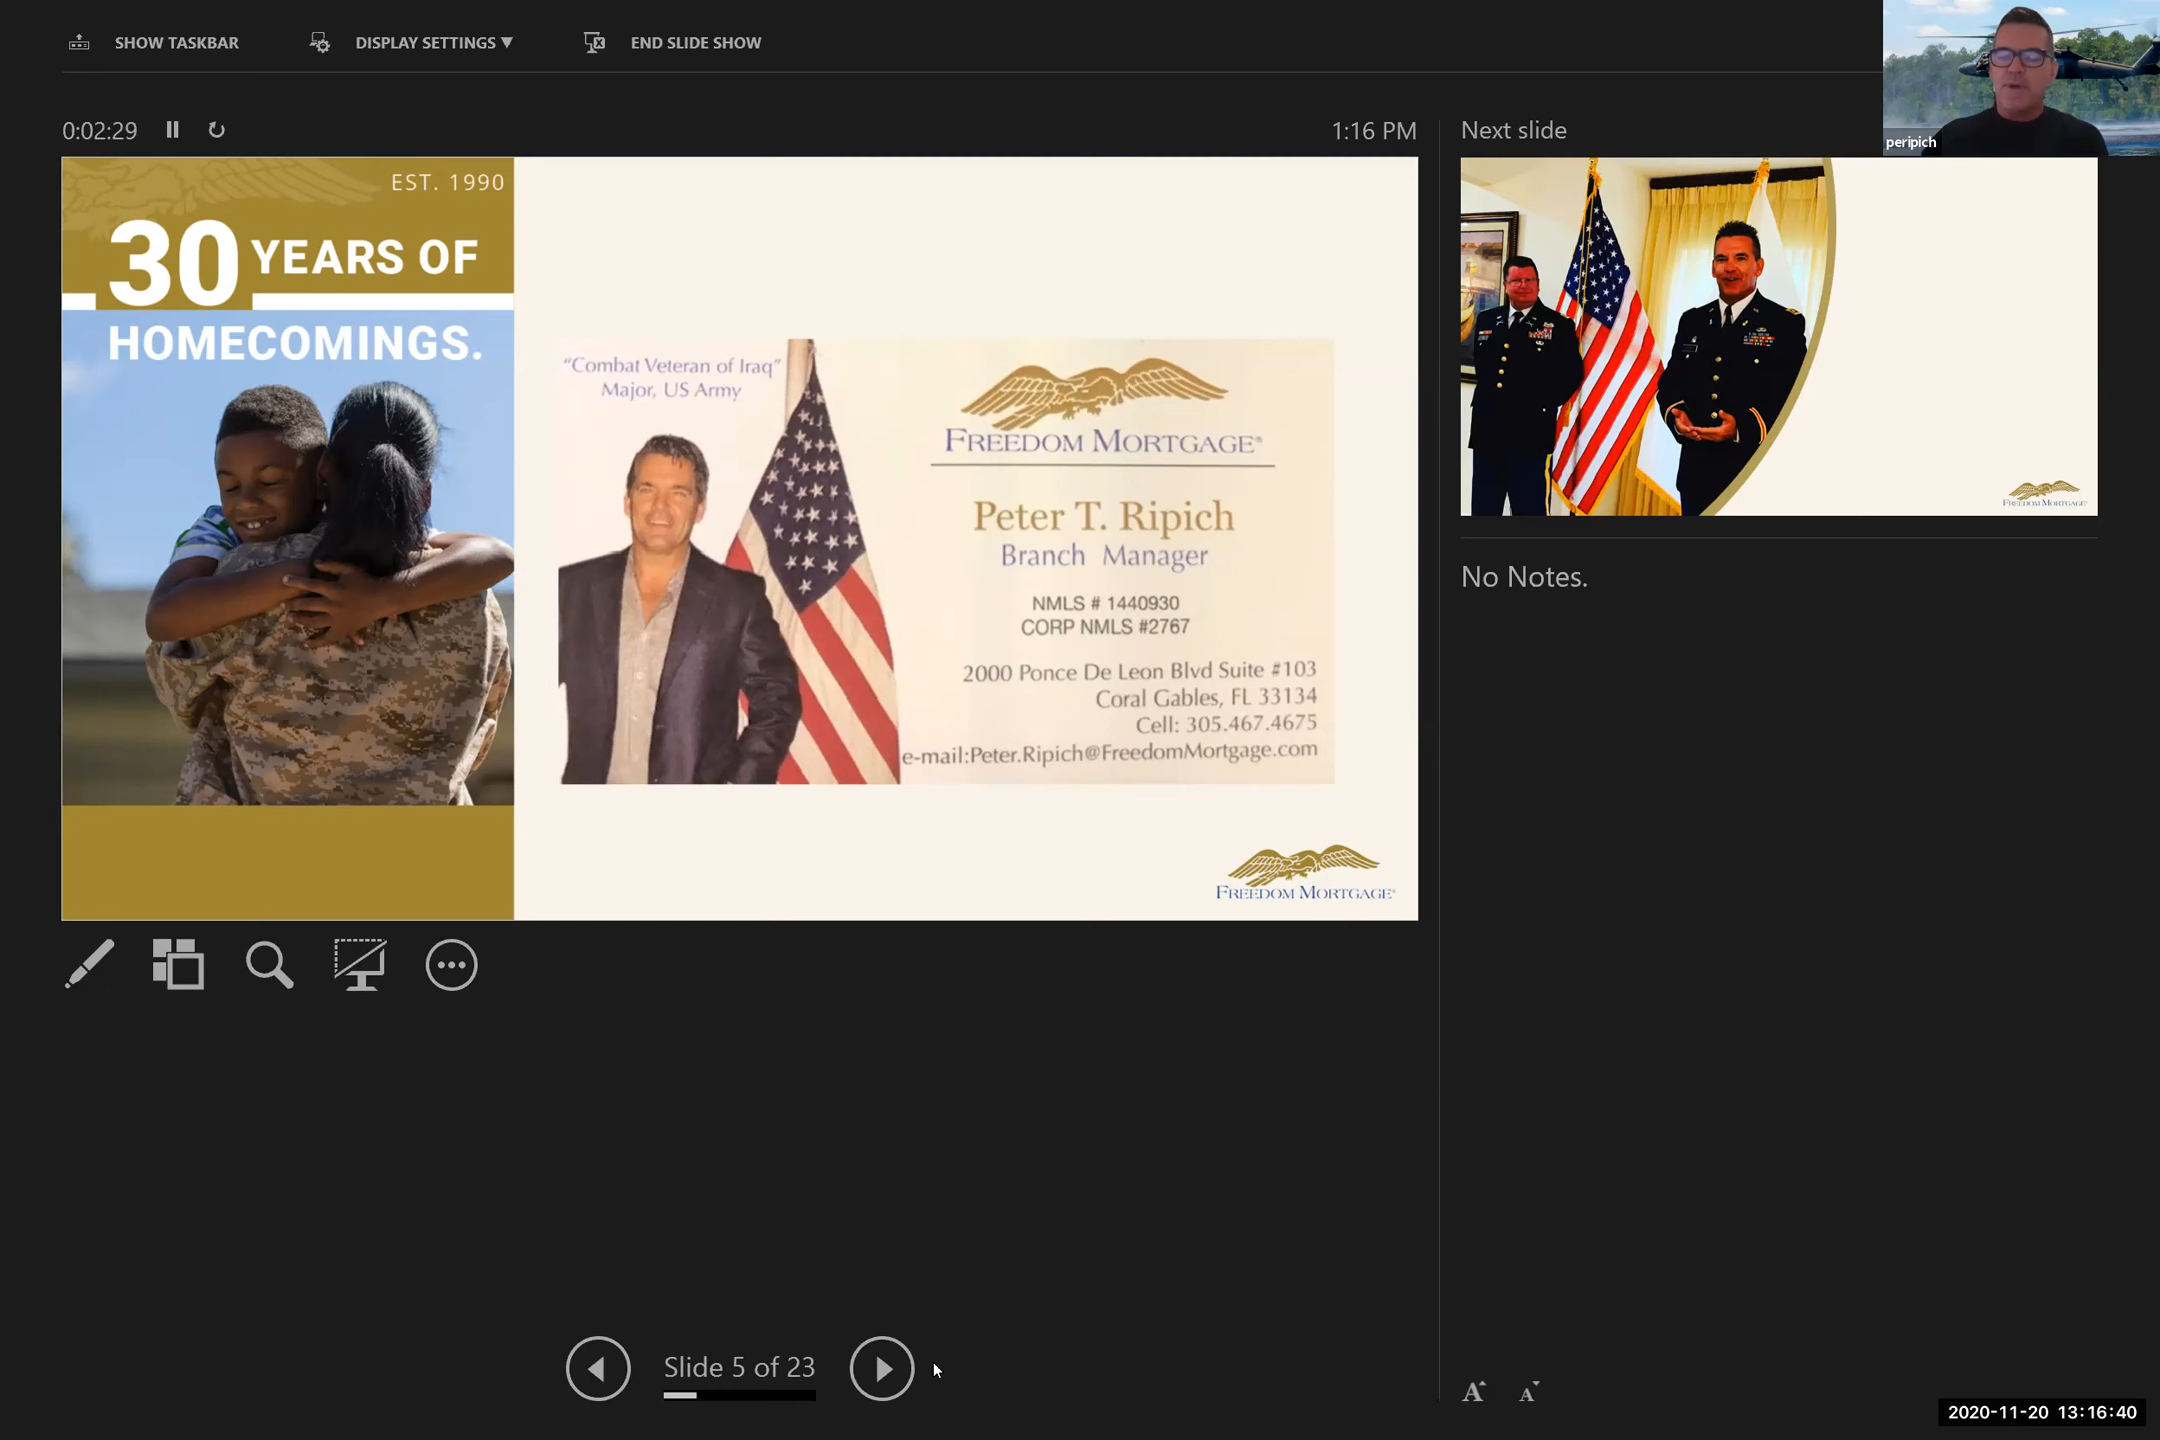 SHOW TASKBAR
DISPLAY SETTINGS ▼
END SLIDE SHOW
peripich
0:02:29
1:16 PM
Next slide
EST. 1990
30 YEARS OF
HOMECOMINGS.
"Combat Veteran of Iraq"
Major, US Army
FREEDOM MORTGAGE®
Peter T. Ripich
Branch Manager
NMLS # 1440930
CORP NMLS #2767
2000 Ponce De Leon Blvd Suite #103
Coral Gables, FL 33134
Cell: 305.467.4675
e-mail:Peter.Ripich@FreedomMortgage.com
FREEDOM MORTGAGE®
FREEDOM MORTGAGE®
No Notes.
Slide 5 of 23
A A
2020-11-20 13:16:40